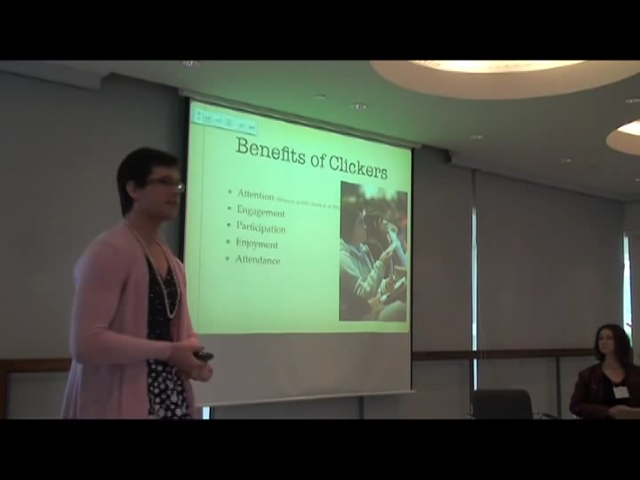 Benefits of Clickers
• Attention
• Engagement
• Participation
• Enjoyment
• Attendance